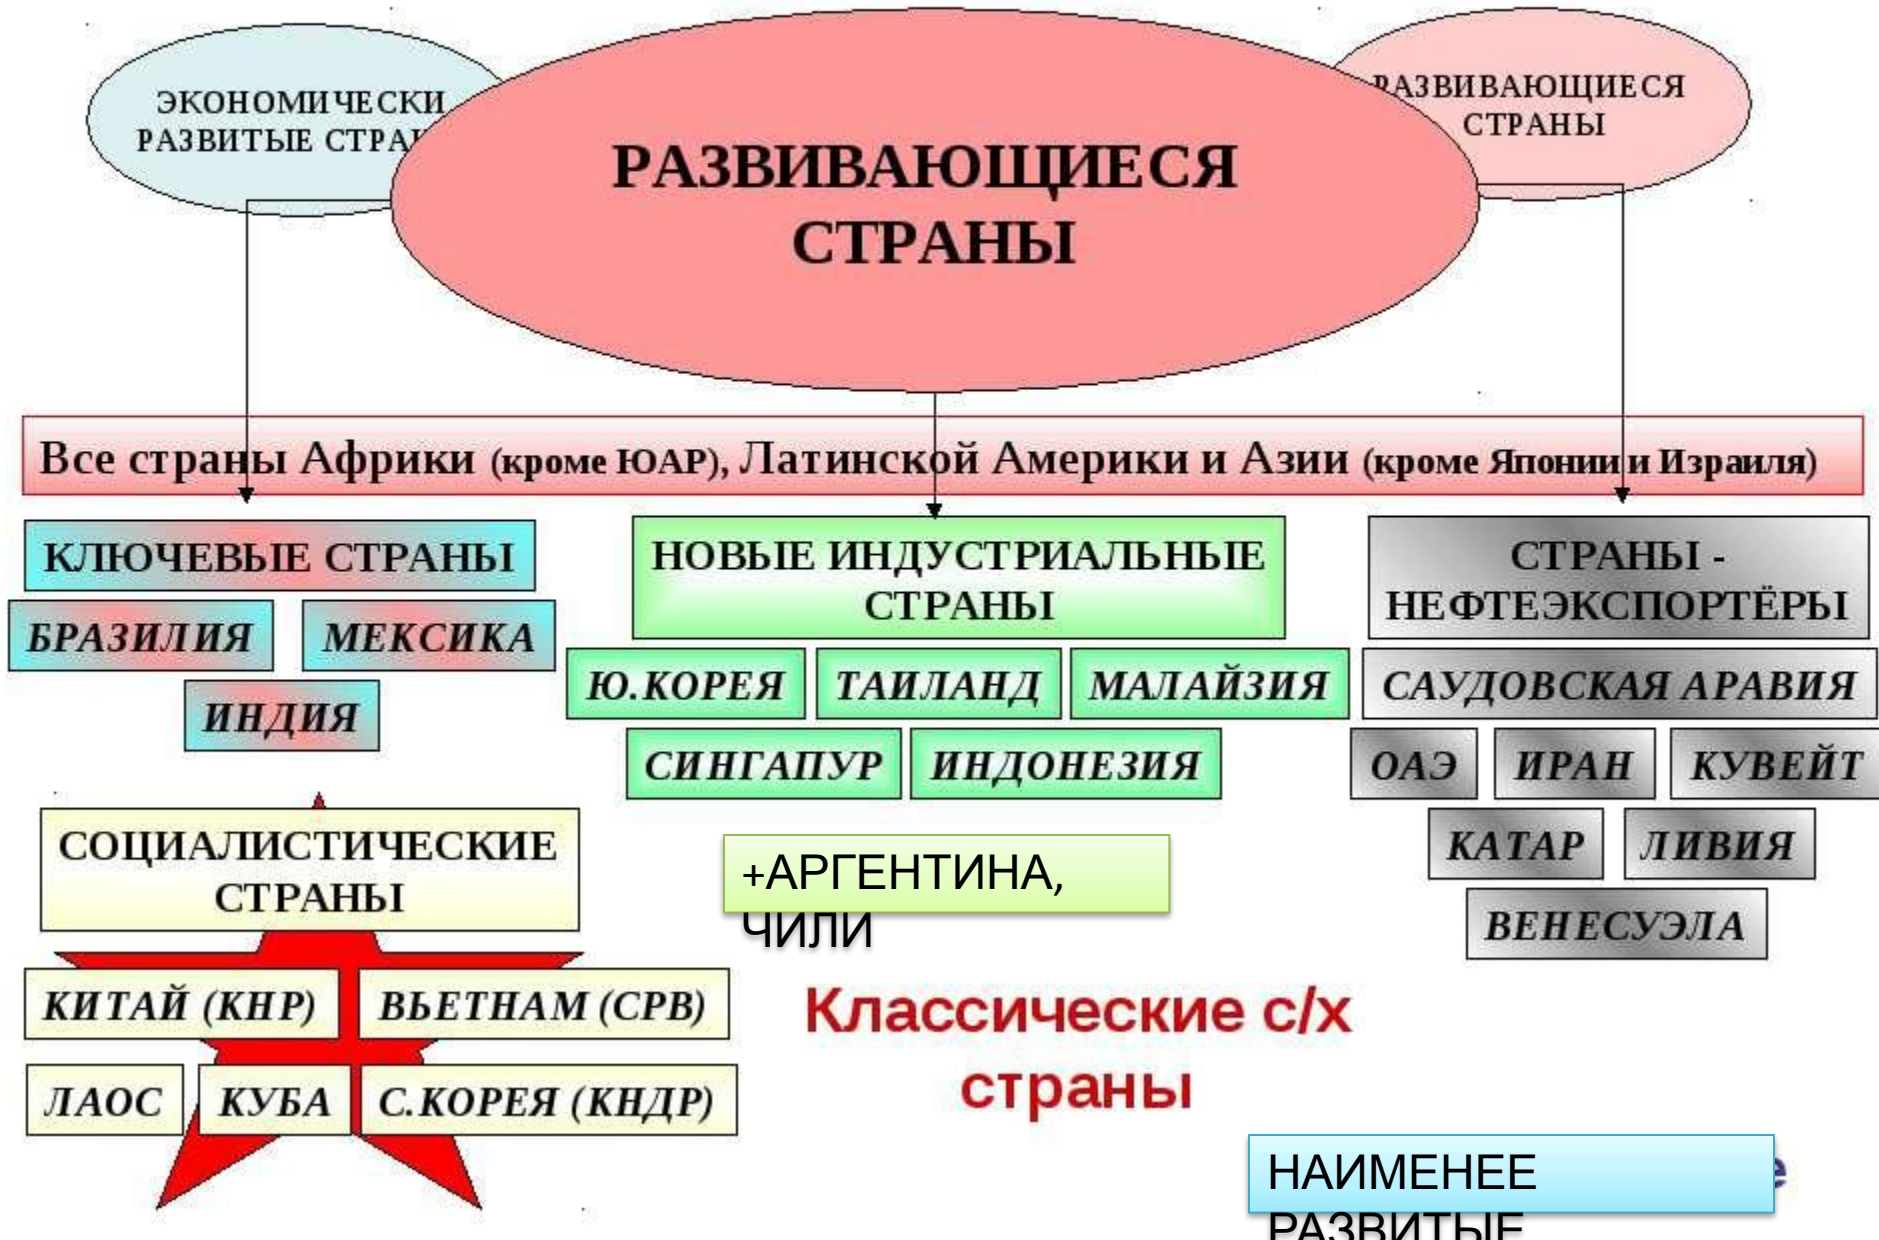 ЭКОНОМИЧЕСКИ
РАЗВИТЫЕ
РАЗВИВАЮЩИЕСЯ
СТРАНЫ
РАЗВИВАЮЩИЕСЯ
СТРАНЫ
Все страны Африки (кроме ЮАР), Латинской Америки и Азии (кроме Японии и Израиля)
КЛЮЧЕВЫЕ СТРАНЫ
БРАЗИЛИЯ МЕКСИКА
ИНДИЯ
НОВЫЕ ИНДУСТРИАЛЬНЫЕ
СТРАНЫ
Ю.КОРЕЯ ТАИЛАНД МАЛАЙЗИЯ
СИНГАПУР ИНДОНЕЗИЯ
+АРГЕНТИНА,
ЧИЛИ
СТРАНЫ -
НЕФТЕЭКСПОРТЁРЫ
САУДОВСКАЯ АРАВИЯ
ОАЭ ИРАН КУВЕЙТ
КАТАР ЛИВИЯ
ВЕНЕСУЭЛА
СОЦИАЛИСТИЧЕСКИЕ
СТРАНЫ
КИТАЙ (КНР) ВЬЕТНАМ (СРВ)
ЛАОС КУБА С.КОРЕЯ (КНДР)
Классические с/х
страны
НАИМЕНЕЕ
РАЗВИТЫЕ